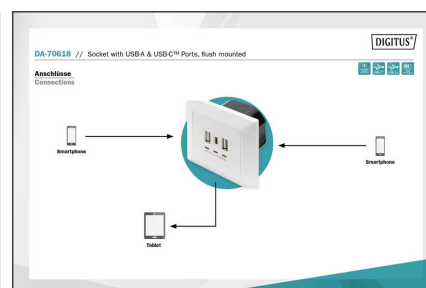 DIGITUS®
DA-70618 // Socket with USB-A & USB-C™ Ports, flush mounted
Anschlüsse
Connections
Smartphone
Smartphone
Tablet